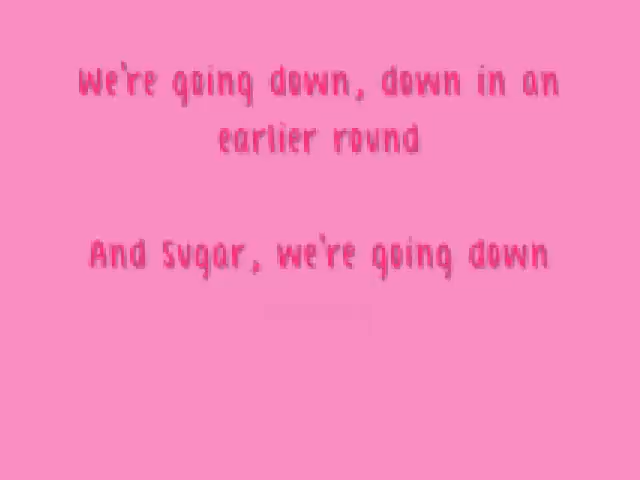 We're going down, down in an
earlier round
And Sugar, we're going down